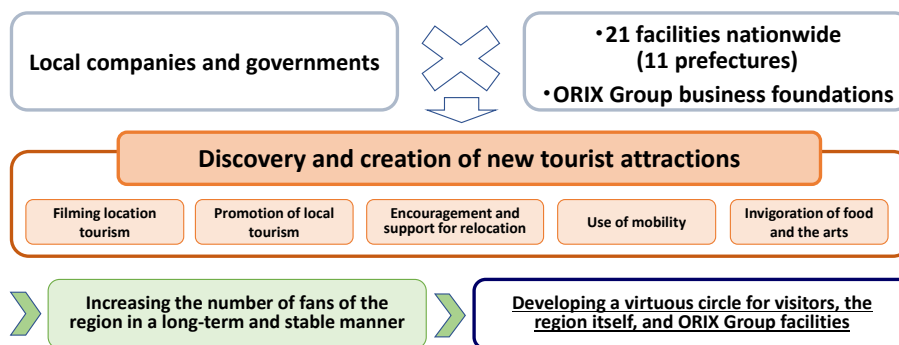 Local companies and governments
・21 facilities nationwide
(11 prefectures)
・ORIX Group business foundations
Discovery and creation of new tourist attractions
Filming location
tourism
Promotion of local
tourism
Encouragement and
support for relocation
Use of mobility
Invigoration of food
and the arts
Increasing the number of fans of the
region in a long-term and stable manner
Developing a virtuous circle for visitors, the
region itself, and ORIX Group facilities